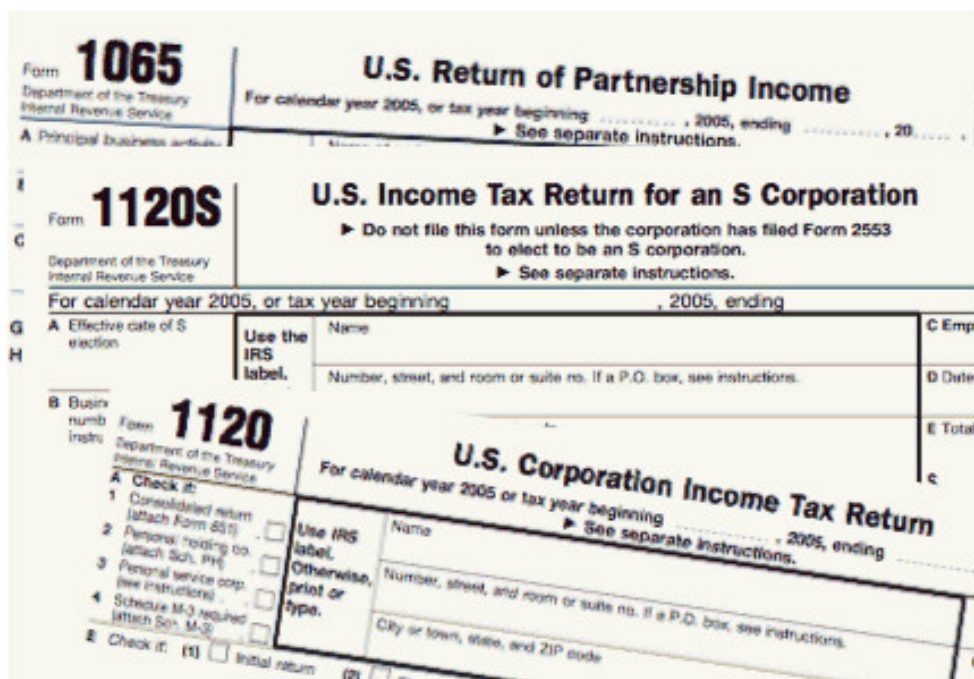 Form 1065
Department of the Treasury
Internal Revenue Service
U.S. Return of Partnership Income
For calendar year 2005, or tax year beginning .......... , 2005, ending .......... , 20 .....
▶ See separate instructions.
A Principal business activity
Form 1120S
Department of the Treasury
Internal Revenue Service
U.S. Income Tax Return for an S Corporation
▶ Do not file this form unless the corporation has filed Form 2553
to elect to be an S corporation.
▶ See separate instructions.
For calendar year 2005, or tax year beginning , 2005, ending
G
H
A Effective date of S
election
Use the
IRS
label.
Name
Number, street, and room or suite no. If a P.O. box, see instructions.
C Emp
D Date
E Total
B Busin
numb
instru
Form 1120
Department of the Treasury
Internal Revenue Service
U.S. Corporation Income Tax Return
For calendar year 2005 or tax year beginning .......... , 2005, ending ..........
▶ See separate instructions.
A Check if:
1 Consolidated return
(attach Form 851)
2 Personal holding co.
(attach Sch. PH)
3 Personal service corp.
(see instructions)
4 Schedule M-3 required
(attach Sch. M-3)
Use IRS
label.
Otherwise,
print or
type.
Name
Number, street, and room or suite no. If a P.O. box, see instructions.
City or town, state, and ZIP code
E Check if: (1) Initial return (2)